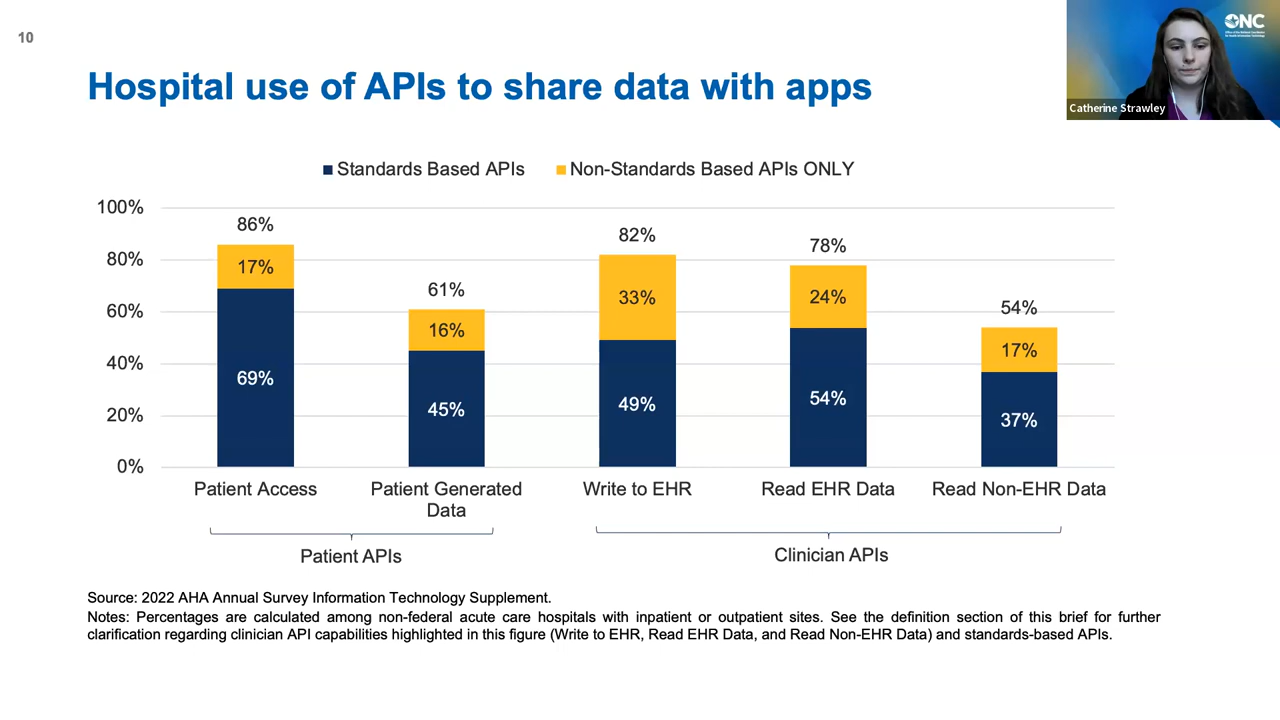 10
ONC
Catherine Strawley
Hospital use of APIs to share data with apps
Standards Based APIs Non-Standards Based APIs ONLY
100%
80%
60%
40%
20%
0%
86%
17%
69%
61%
16%
45%
82%
33%
49%
78%
24%
54%
54%
17%
37%
Patient Access
Patient Generated
Data
Write to EHR
Read EHR Data
Read Non-EHR Data
Patient APIs
Clinician APIs
Source: 2022 AHA Annual Survey Information Technology Supplement.
Notes: Percentages are calculated among non-federal acute care hospitals with inpatient or outpatient sites. See the definition section of this brief for further
clarification regarding clinician API capabilities highlighted in this figure (Write to EHR, Read EHR Data, and Read Non-EHR Data) and standards-based APIs.